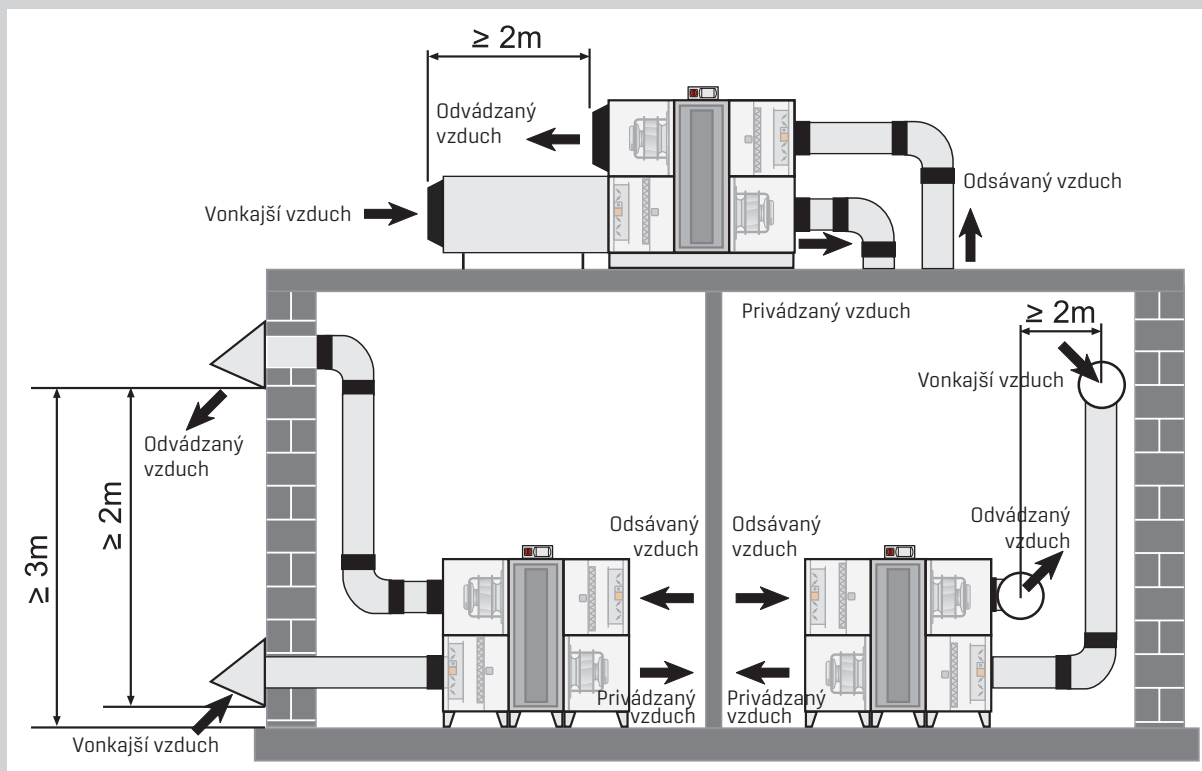 ≥ 2m
Odvádzaný
vzduch
Vonkajší vzduch
Odsávaný vzduch
Privádzaný vzduch
≥ 2m
Vonkajší vzduch
Odvádzaný
vzduch
≥ 3m
≥ 2m
Odsávaný
vzduch
Odsávaný
vzduch
Odvádzaný
vzduch
Privádzaný
vzduch
Privádzaný
vzduch
Vonkajší vzduch